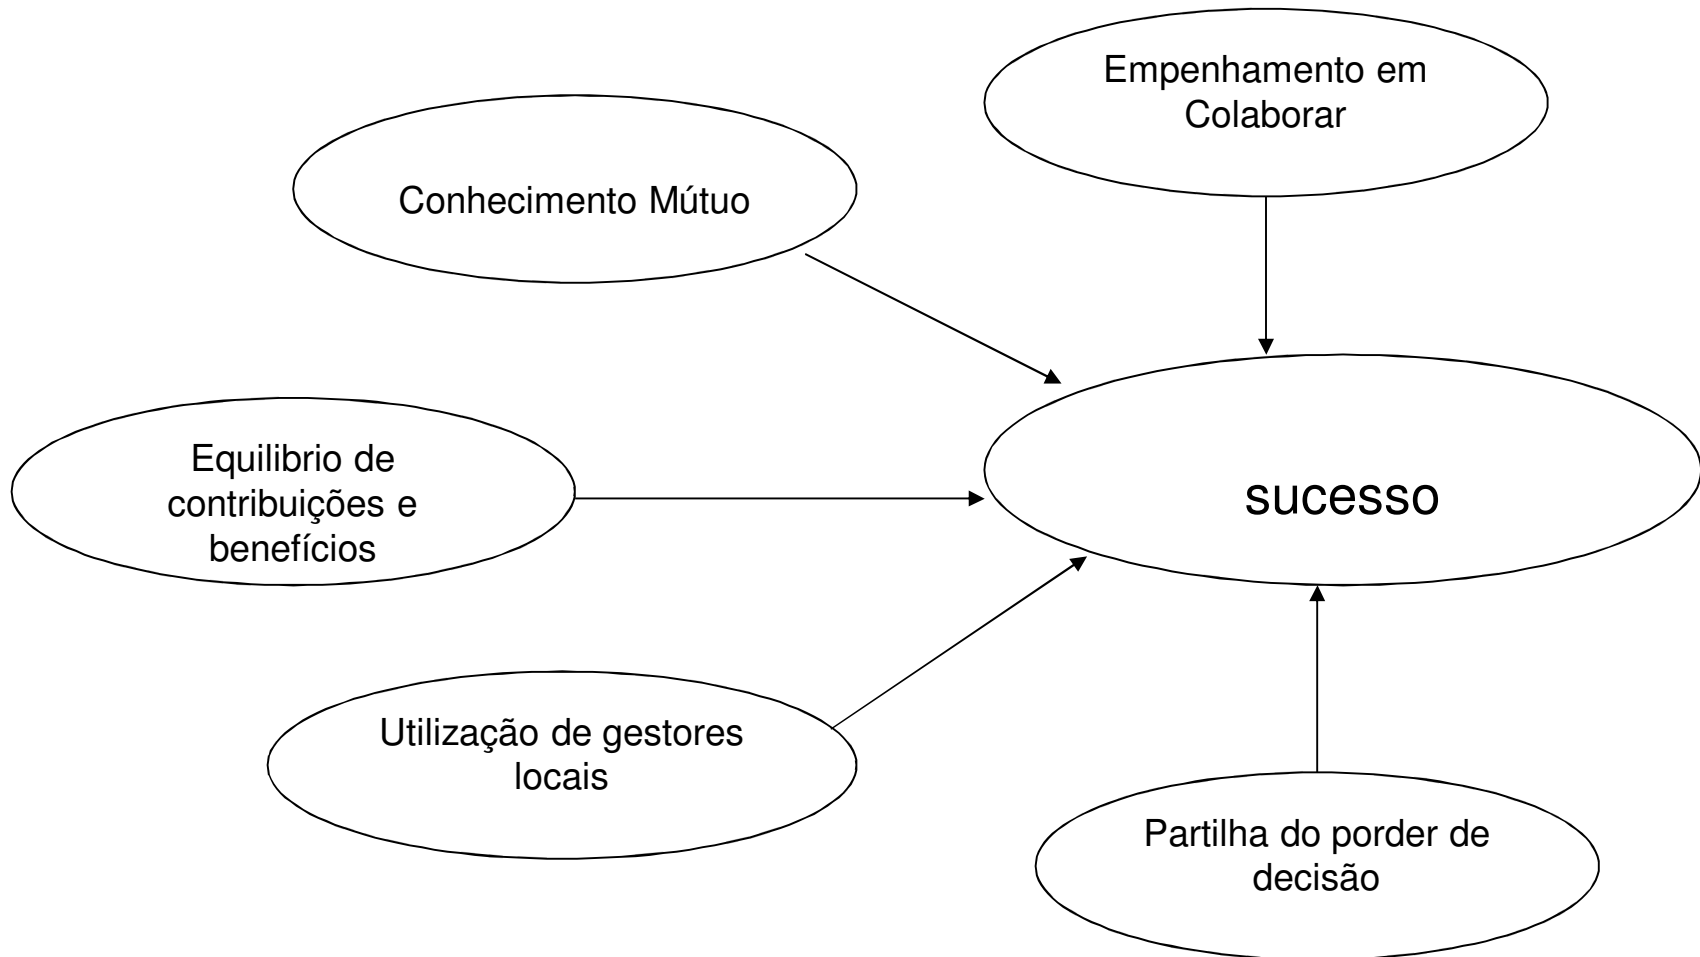 Empenhamento em
Colaborar
Conhecimento Mútuo
Equilibrio de
contribuições e
benefícios
sucesso
Utilização de gestores
locais
Partilha do porder de
decisão